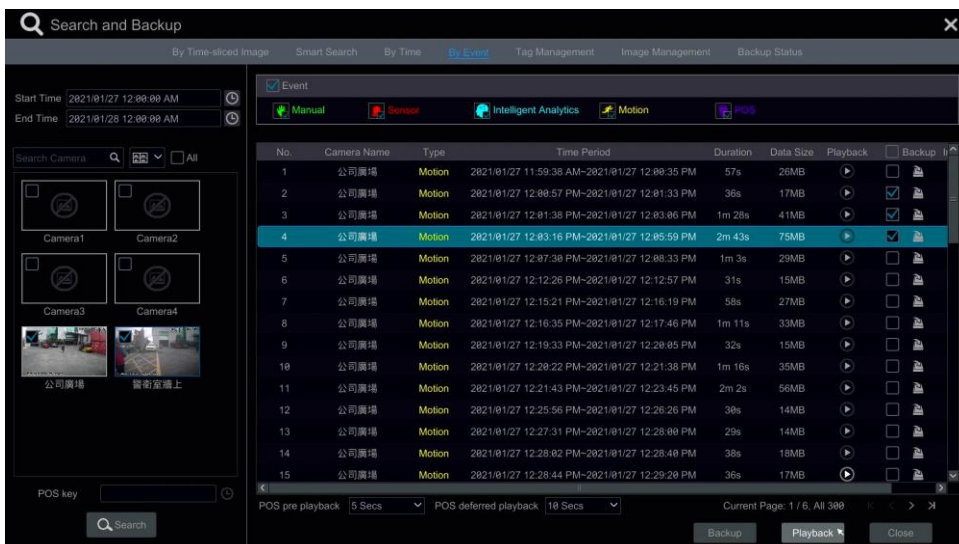 Search and Backup
By Time-sliced Image Smart Search By Time By Event Tag Management Image Management Backup Status
Start Time 2021/01/27 12:00:00 AM
End Time 2021/01/28 12:00:00 AM
Search Camera All
Camera1 Camera2
Camera3 Camera4
公司廣場 警衛室牆上
POS key
Search
Event
Manual Sensor Intelligent Analytics Motion POS
No. Camera Name Type Time Period Duration Data Size Playback Backup
1 公司廣場 Motion 2021/01/27 11:59:38 AM~2021/01/27 12:00:35 PM 57s 26MB
2 公司廣場 Motion 2021/01/27 12:00:57 PM~2021/01/27 12:01:33 PM 36s 17MB
3 公司廣場 Motion 2021/01/27 12:01:38 PM~2021/01/27 12:03:06 PM 1m 28s 41MB
4 公司廣場 Motion 2021/01/27 12:03:16 PM~2021/01/27 12:05:59 PM 2m 43s 75MB
5 公司廣場 Motion 2021/01/27 12:07:30 PM~2021/01/27 12:08:33 PM 1m 3s 29MB
6 公司廣場 Motion 2021/01/27 12:12:26 PM~2021/01/27 12:12:57 PM 31s 15MB
7 公司廣場 Motion 2021/01/27 12:15:21 PM~2021/01/27 12:16:19 PM 58s 27MB
8 公司廣場 Motion 2021/01/27 12:16:35 PM~2021/01/27 12:17:46 PM 1m 11s 33MB
9 公司廣場 Motion 2021/01/27 12:19:33 PM~2021/01/27 12:20:05 PM 32s 15MB
10 公司廣場 Motion 2021/01/27 12:20:22 PM~2021/01/27 12:21:38 PM 1m 16s 35MB
11 公司廣場 Motion 2021/01/27 12:21:43 PM~2021/01/27 12:23:45 PM 2m 2s 56MB
12 公司廣場 Motion 2021/01/27 12:25:56 PM~2021/01/27 12:26:26 PM 30s 14MB
13 公司廣場 Motion 2021/01/27 12:27:31 PM~2021/01/27 12:28:00 PM 29s 14MB
14 公司廣場 Motion 2021/01/27 12:28:02 PM~2021/01/27 12:28:40 PM 38s 18MB
15 公司廣場 Motion 2021/01/27 12:28:44 PM~2021/01/27 12:29:20 PM 36s 17MB
POS pre playback 5 Secs POS deferred playback 10 Secs Current Page: 1 / 6, All 300
Backup Playback Close